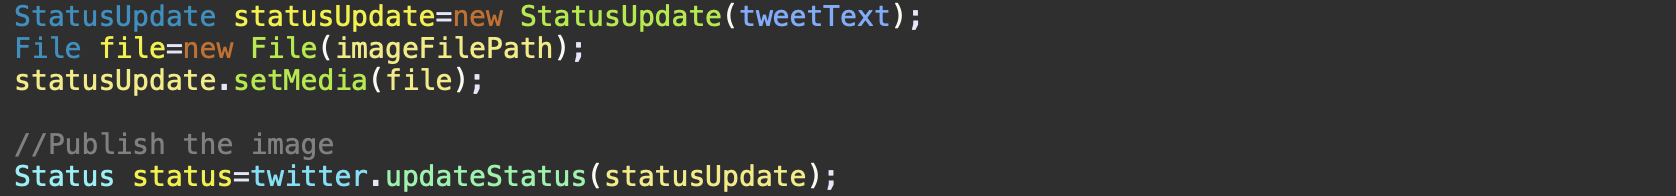 StatusUpdate statusUpdate=new StatusUpdate(tweetText);
File file=new File(imageFilePath);
statusUpdate.setMedia(file);
//Publish the image
Status status=twitter.updateStatus(statusUpdate);